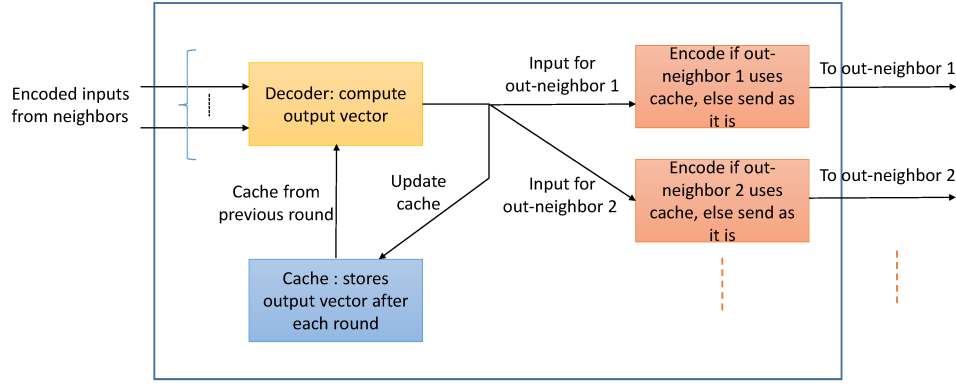 Encoded inputs
from neighbors
Decoder: compute
output vector
Cache from
previous round
Update
cache
Cache : stores
output vector after
each round
Input for
out-neighbor 1
Input for
out-neighbor 2
Encode if out-
neighbor 1 uses
cache, else send as
it is
To out-neighbor 1
Encode if out-
neighbor 2 uses
cache, else send as
it is
To out-neighbor 2